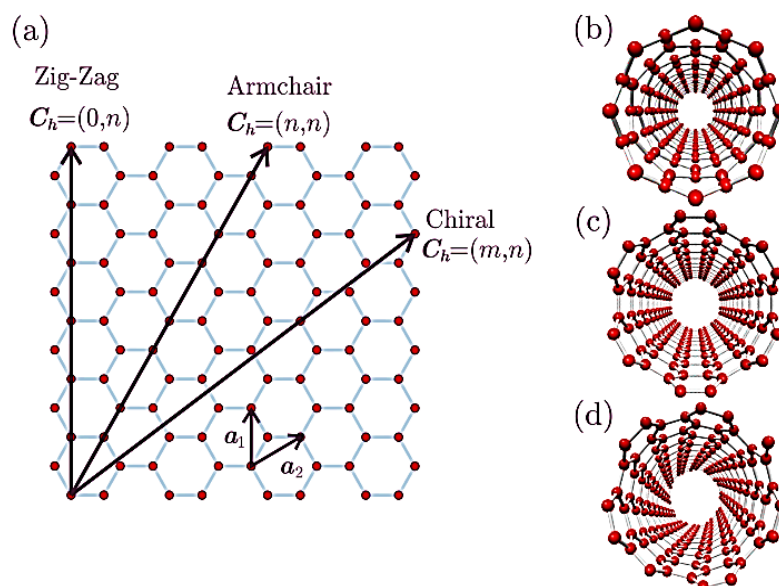 (a)
Zig-Zag
C_h=(0,n)
Armchair
C_h=(n,n)
Chiral
C_h=(m,n)
a_1
a_2
(b)
(c)
(d)